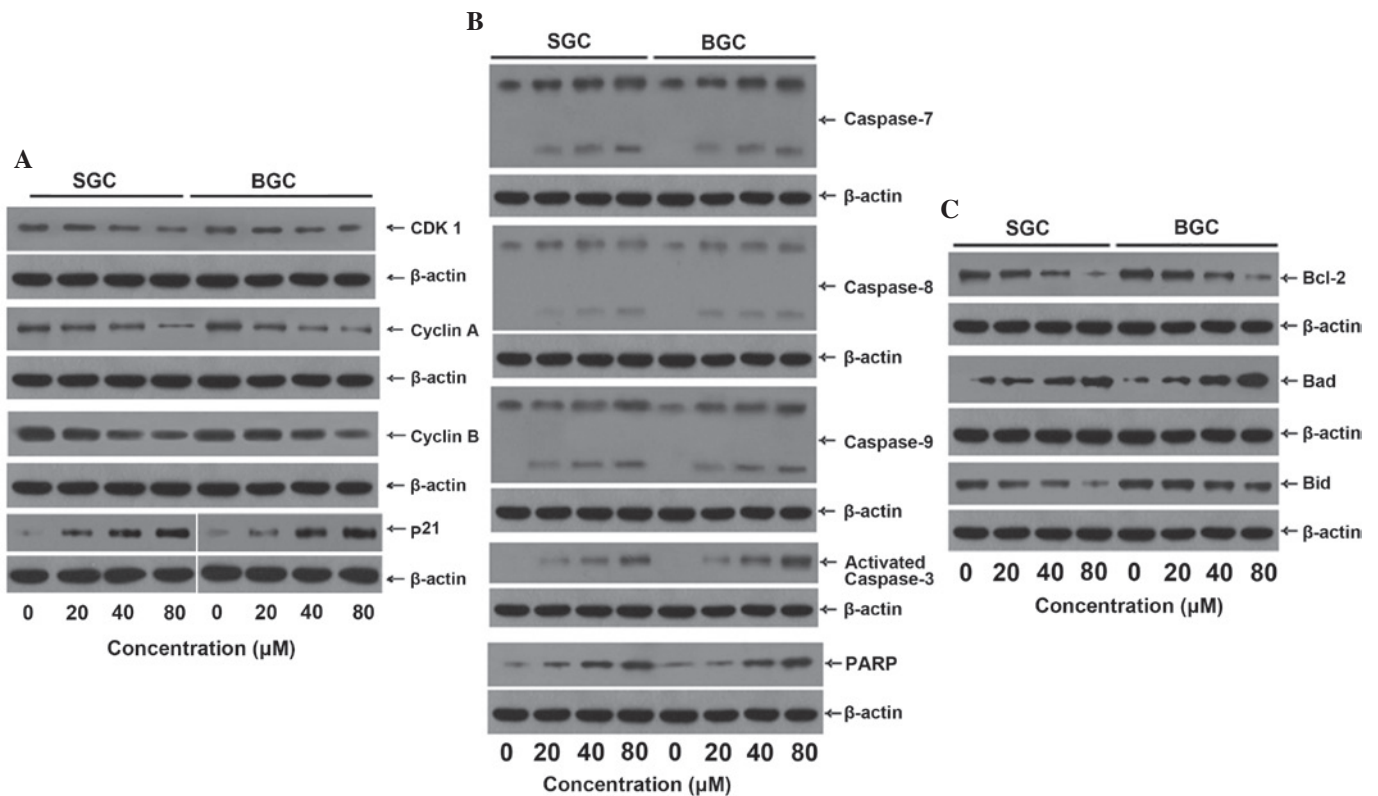 A
SGC BGC
CDK 1
β-actin
Cyclin A
β-actin
Cyclin B
β-actin
p21
β-actin
0 20 40 80 0 20 40 80
Concentration (µM)
B
SGC BGC
Caspase-7
β-actin
Caspase-8
β-actin
Caspase-9
β-actin
Activated
Caspase-3
β-actin
PARP
β-actin
0 20 40 80 0 20 40 80
Concentration (µM)
C
SGC BGC
Bcl-2
β-actin
Bad
β-actin
Bid
β-actin
0 20 40 80 0 20 40 80
Concentration (µM)